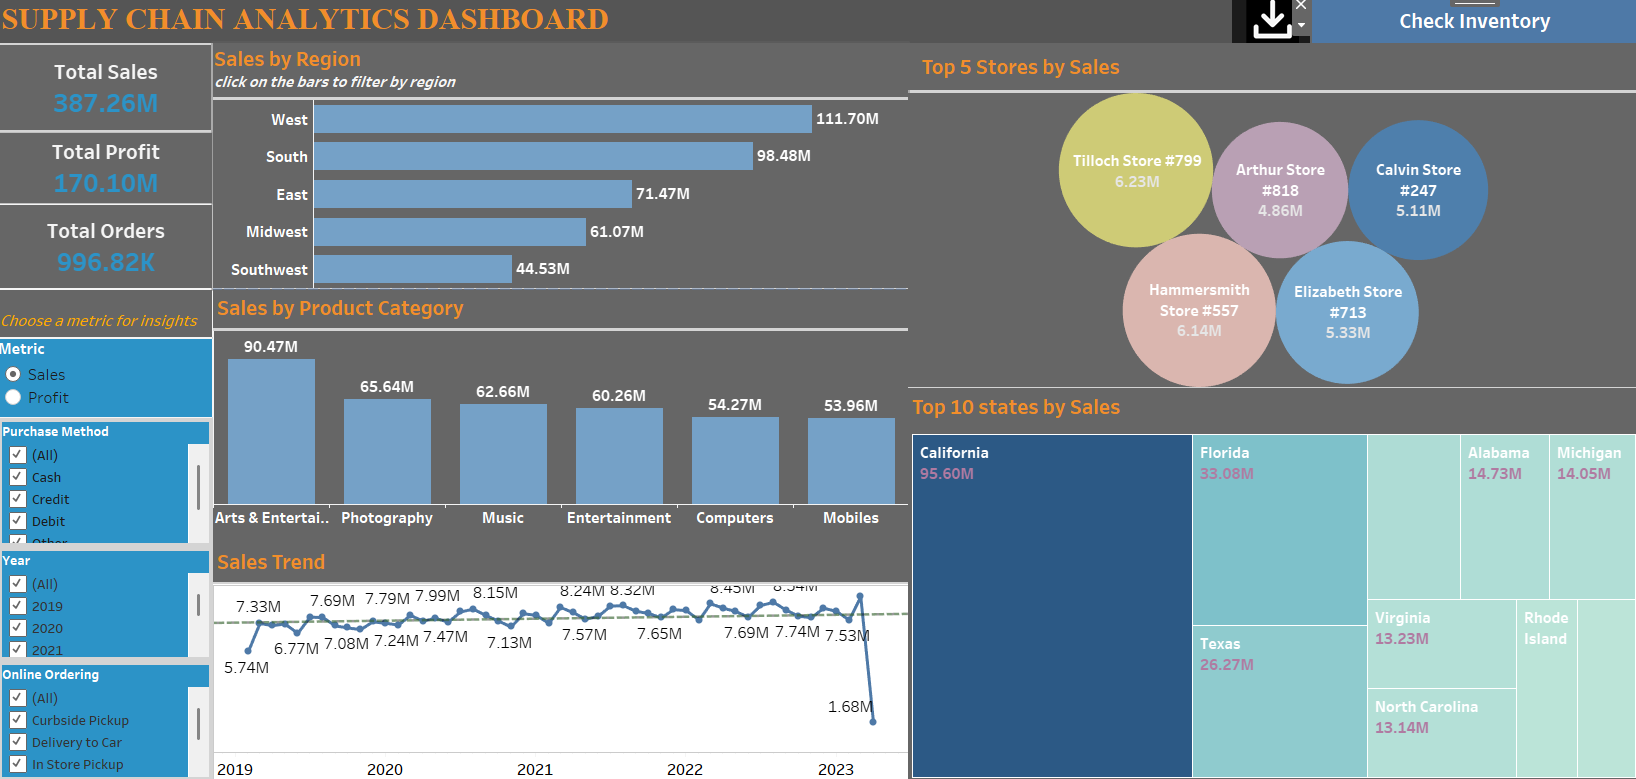 SUPPLY CHAIN ANALYTICS DASHBOARD
Check Inventory
Total Sales
387.26M
Total Profit
170.10M
Total Orders
996.82K
Choose a metric for insights
Metric
Sales
Profit
Purchase Method
(All)
Cash
Credit
Debit
Other
Year
(All)
2019
2020
2021
Online Ordering
(All)
Curbside Pickup
Delivery to Car
In Store Pickup
Sales by Region
click on the bars to filter by region
West 111.70M
South 98.48M
East 71.47M
Midwest 61.07M
Southwest 44.53M
Sales by Product Category
90.47M
65.64M
62.66M
60.26M
54.27M
53.96M
Arts & Entertai..
Photography
Music
Entertainment
Computers
Mobiles
Sales Trend
7.33M
5.74M
6.77M
7.69M
7.08M
7.79M
7.24M
7.99M
7.47M
8.15M
7.13M
8.24M
7.57M
8.32M
7.65M
8.45M
7.69M
8.54M
7.74M
7.53M
1.68M
2019
2020
2021
2022
2023
Top 5 Stores by Sales
Tilloch Store #799
6.23M
Arthur Store
#818
4.86M
Calvin Store
#247
5.11M
Hammersmith
Store #557
6.14M
Elizabeth Store
#713
5.33M
Top 10 states by Sales
California
95.60M
Florida
33.08M
Texas
26.27M
Alabama
14.73M
Michigan
14.05M
Virginia
13.23M
North Carolina
13.14M
Rhode
Island